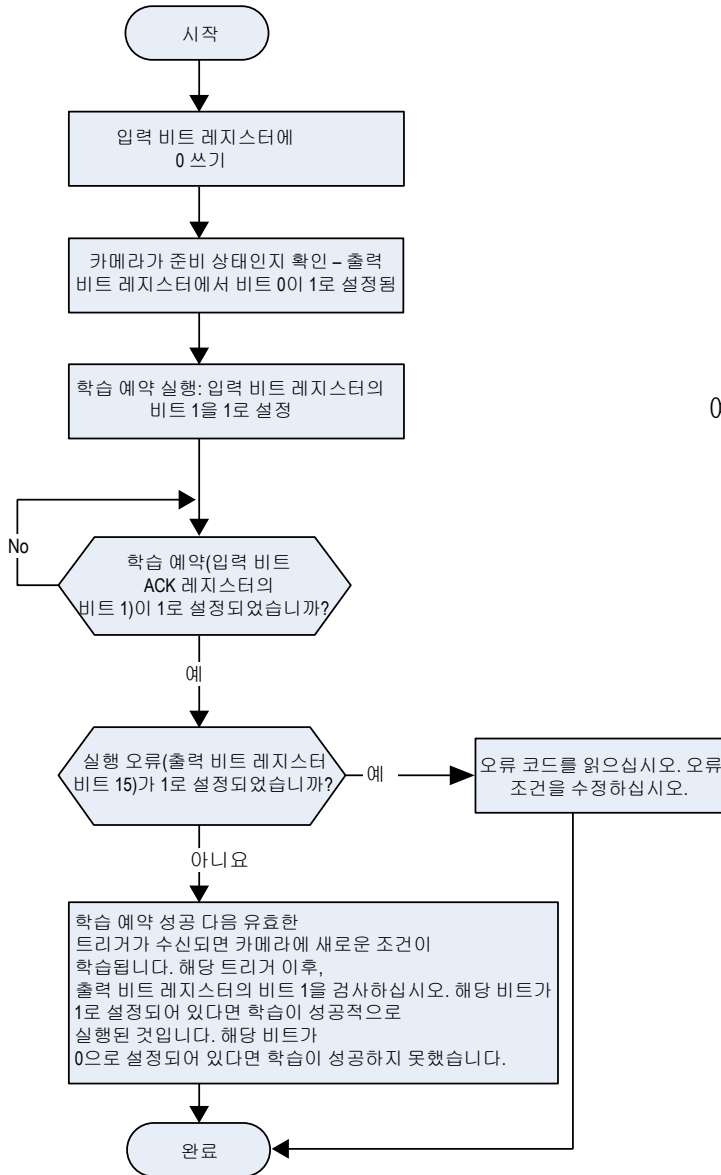 시작
입력 비트 레지스터에
0 쓰기
카메라가 준비 상태인지 확인 – 출력
비트 레지스터에서 비트 0이 1로 설정됨
학습 예약 실행: 입력 비트 레지스터의
비트 1을 1로 설정
No
학습 예약(입력 비트
ACK 레지스터의
비트 1)이 1로 설정되었습니까?
예
실행 오류(출력 비트 레지스터
비트 15)가 1로 설정되었습니까?
예
오류 코드를 읽으십시오. 오류
조건을 수정하십시오.
아니요
학습 예약 성공 다음 유효한
트리거가 수신되면 카메라에 새로운 조건이
학습됩니다. 해당 트리거 이후,
출력 비트 레지스터의 비트 1을 검사하십시오. 해당 비트가
1로 설정되어 있다면 학습이 성공적으로
실행된 것입니다. 해당 비트가
0으로 설정되어 있다면 학습이 성공하지 못했습니다.
완료